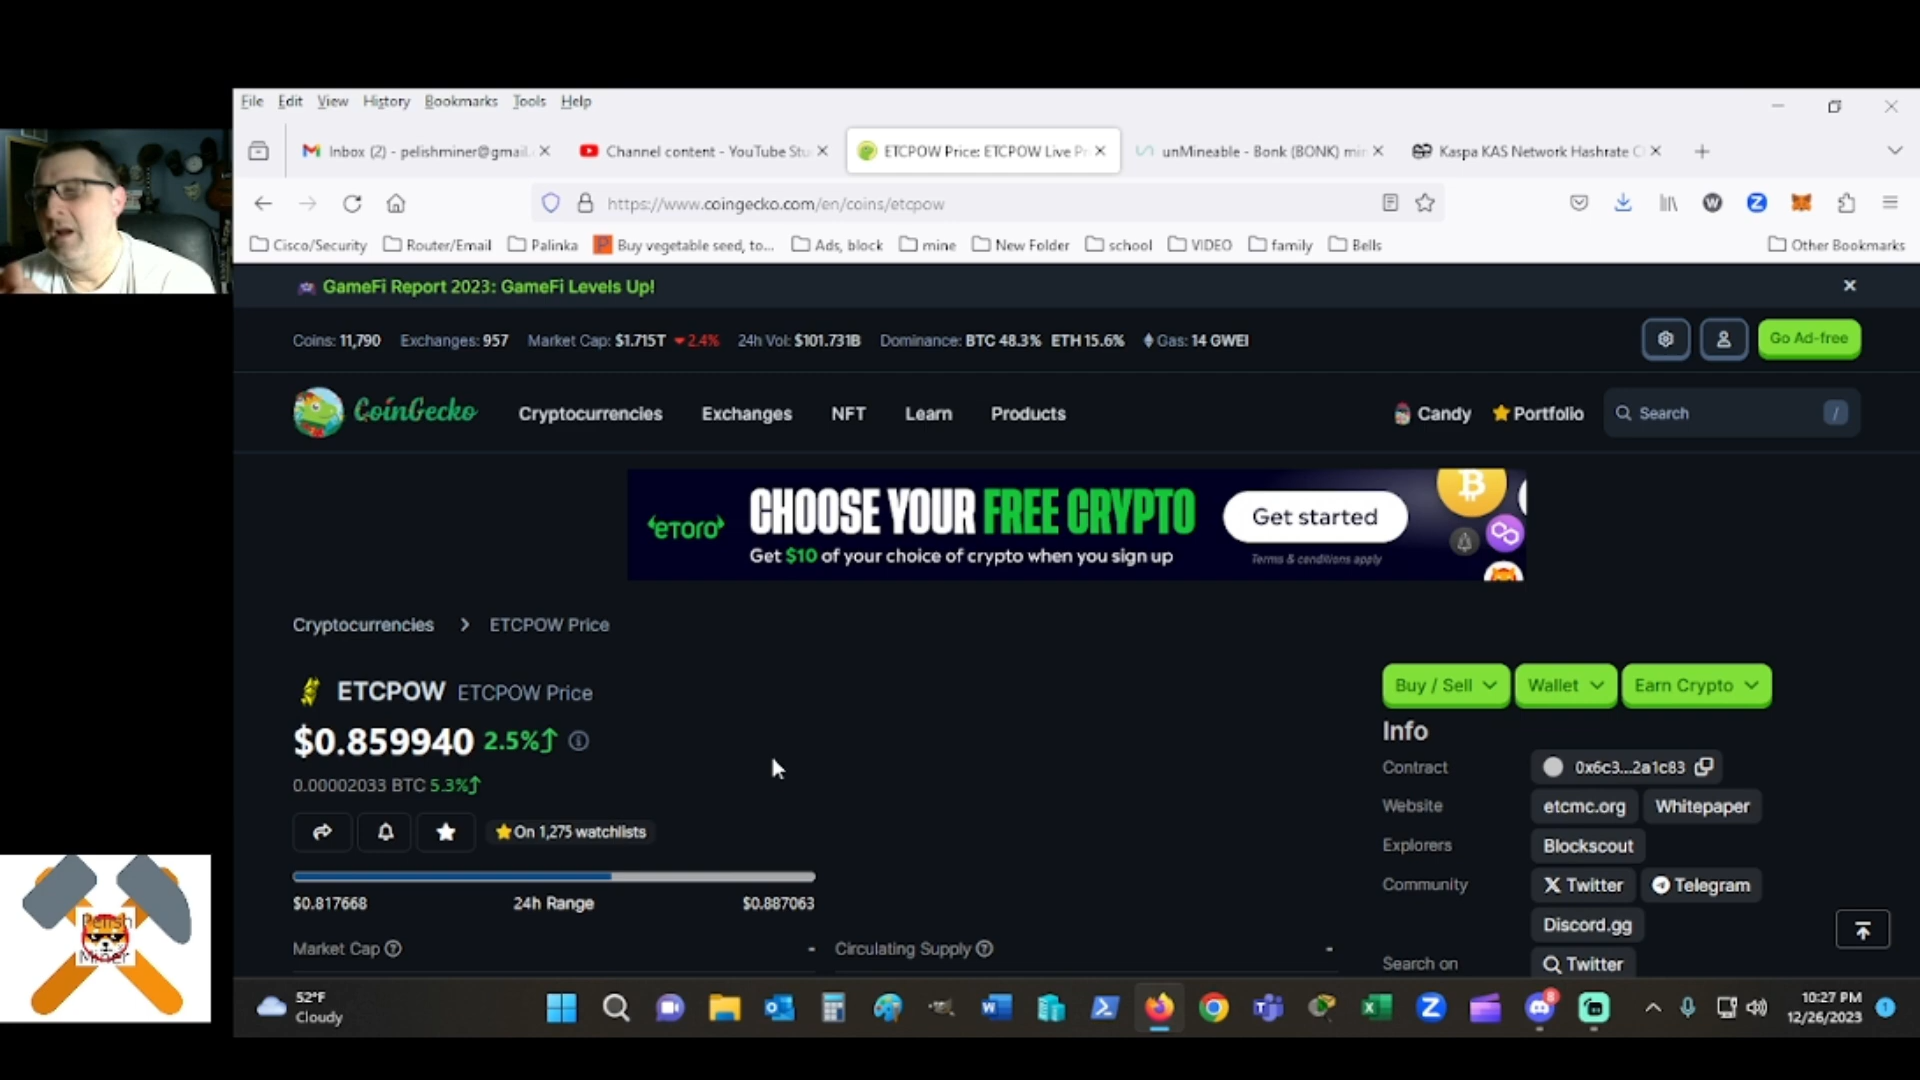 File Edit View History Bookmarks Tools Help
Inbox (2) - pelishminer@gmail. Channel content - YouTube Stu ETCPOW Price: ETCPOW Live Pr unMineable - Bonk (BONK) min Kaspa KAS Network Hashrate C
https://www.coingecko.com/en/coins/etcpow
Cisco/Security Router/Email Palinka Buy vegetable seed, to... Ads, block mine New Folder school VIDEO family Bells Other Bookmarks
GameFi Report 2023: GameFi Levels Up!
Coins: 11,790 Exchanges: 957 Market Cap: $1.715T 2.4% 24h Vol: $101.731B Dominance: BTC 48.3% ETH 15.6% Gas: 14 GWEI Go Ad-free
CoinGecko Cryptocurrencies Exchanges NFT Learn Products Candy Portfolio Search /
eToro CHOOSE YOUR FREE CRYPTO Get started
Get $10 of your choice of crypto when you sign up Terms & conditions apply
Cryptocurrencies > ETCPOW Price
ETCPOW ETCPOW Price
Buy / Sell Wallet Earn Crypto
$0.859940 2.5%
Info
0.00002033 BTC 5.3%
Contract 0x6c3...2a1c83
Website etcmc.org Whitepaper
On 1,275 watchlists
Explorers Blockscout
Community Twitter Telegram
$0.817668 24h Range $0.887063
Discord.gg
Market Cap - Circulating Supply -
Search on Twitter
Pelish
Miner
52°F
Cloudy
10:27 PM
12/26/2023
8
1